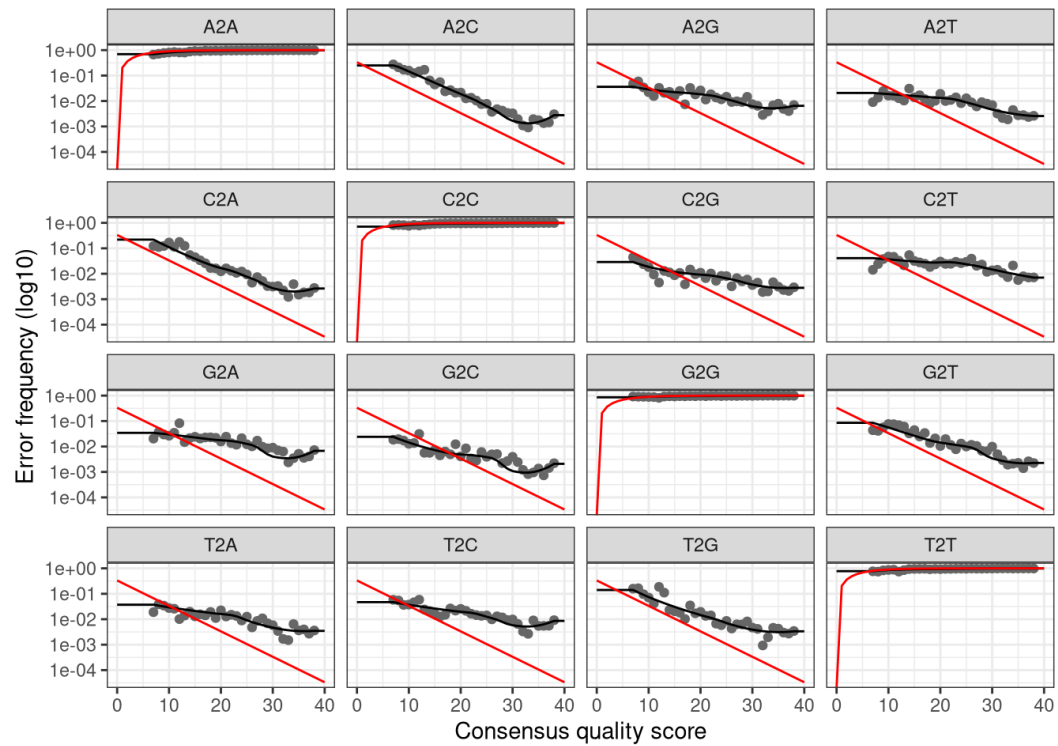 A2A A2C A2G A2T
1e+00
1e-01
1e-02
1e-03
1e-04
C2A C2C C2G C2T
1e+00
1e-01
1e-02
1e-03
1e-04
G2A G2C G2G G2T
1e+00
1e-01
1e-02
1e-03
1e-04
T2A T2C T2G T2T
1e+00
1e-01
1e-02
1e-03
1e-04
0 10 20 30 40 0 10 20 30 40 0 10 20 30 40 0 10 20 30 40
Consensus quality score
Error frequency (log10)